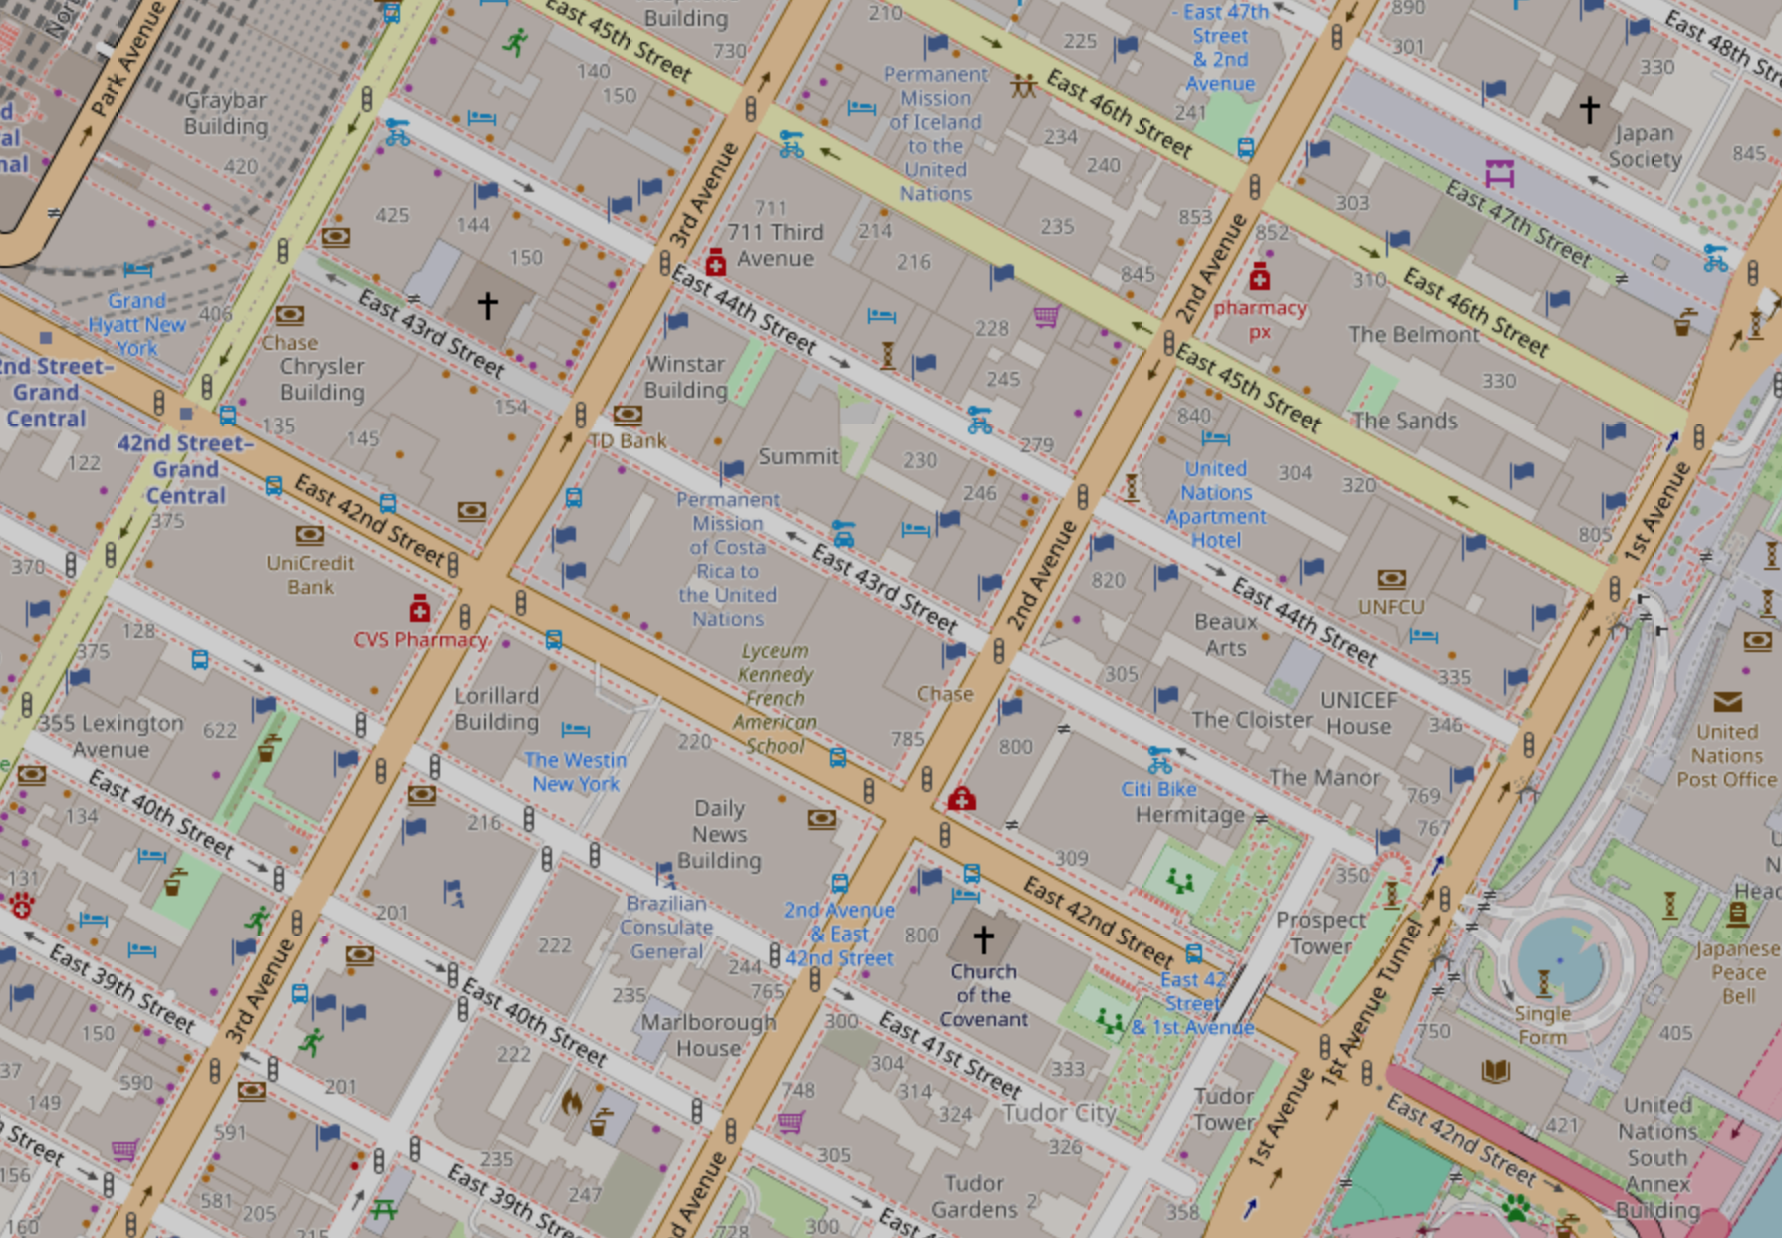 Park Avenue
Graybar
Building
420
East 45th Street
Building
730
140
150
210
225
- East 47th
Street
& 2nd
Avenue
890
301
East 48th Str
330
Permanent
Mission
of Iceland
to the
United
Nations
East 46th Street
241
234
240
Japan
Society
845
East 47th Street
3rd Avenue
425
144
150
711
711 Third
Avenue
214
216
235
853
852
303
2nd Avenue
845
310
East 46th Street
Grand
Hyatt New
York
406
Chase
East 43rd Street
East 44th Street
228
pharmacy
px
The Belmont
330
2nd Street–
Grand
Central
Chrysler
Building
Winstar
Building
245
East 45th Street
The Sands
154
135
145
TD Bank
840
279
122
42nd Street–
Grand
Central
Summit
230
246
United
Nations
Apartment
Hotel
304
320
1st Avenue
805
East 42nd Street
375
Permanent
Mission
of Costa
Rica to
the United
Nations
UniCredit
Bank
East 43rd Street
2nd Avenue
820
East 44th Street
UNFCU
370
CVS Pharmacy
128
375
Beaux
Arts
Lyceum
Kennedy
French
American
School
Chase
305
335
355 Lexington
Avenue
622
Lorillard
Building
UNICEF
House
The Cloister
346
United
Nations
Post Office
220
785
800
The Westin
New York
Citi Bike
Hermitage
The Manor
769
767
East 40th Street
134
216
Daily
News
Building
309
350
131
201
Brazilian
Consulate
General
2nd Avenue
& East
42nd Street
800
East 42nd Street
Prospect
Tower
Japanese
Peace
Bell
222
244
765
Church
of the
Covenant
East 42
Street
& 1st Avenue
1st Avenue Tunnel
East 39th Street
3rd Avenue
East 40th Street
235
Marlborough
House
300
East 41st Street
Single
Form
750
405
150
590
149
201
222
304
314
324
333
748
Tudor City
326
Tudor
Tower
1st Avenue
East 42nd Street
421
United
Nations
South
Annex
Building
591
156
235
East 39th Stree
247
305
Tudor
Gardens
358
581
205
160
728
300